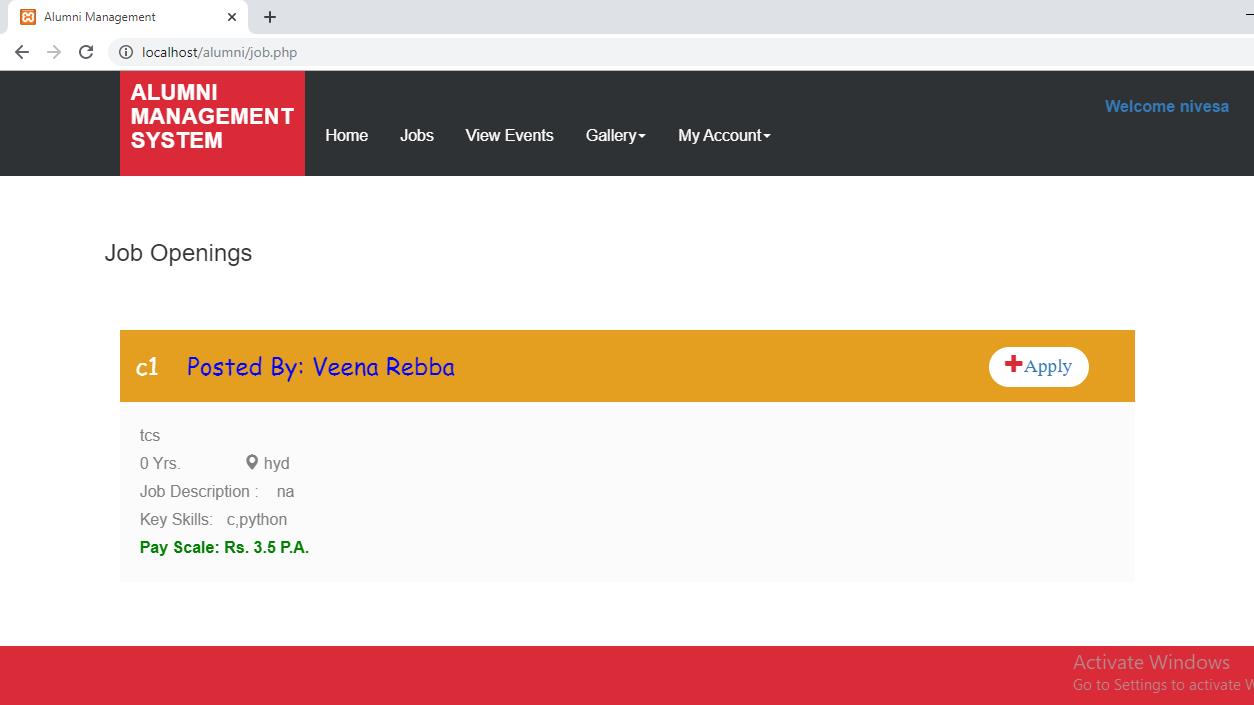 Alumni Management
localhost/alumni/job.php
ALUMNI
MANAGEMENT
SYSTEM
Home Jobs View Events Gallery My Account
Welcome nivesa
Job Openings
c1 Posted By: Veena Rebba Apply
tcs
0 Yrs. hyd
Job Description : na
Key Skills: c,python
Pay Scale: Rs. 3.5 P.A.
Activate Windows
Go to Settings to activate W